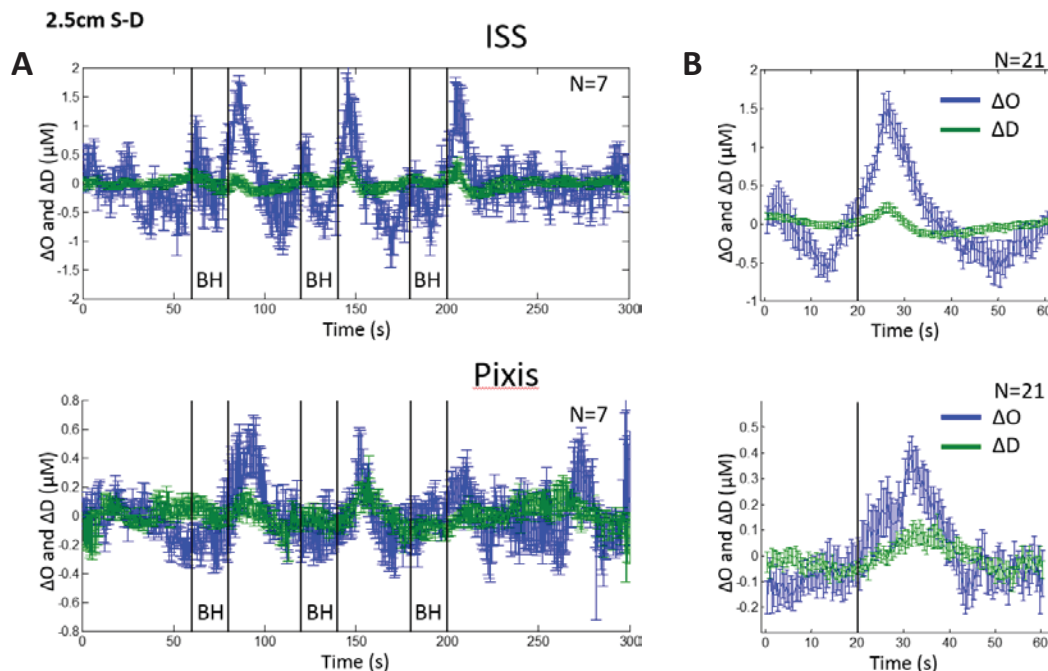 2.5cm S-D
ISS
A
B
N=7
N=21
ΔO
ΔD
ΔO and ΔD (µM)
2
1.5
1
0.5
0
-0.5
-1
-1.5
2
BH BH BH
0 50 100 150 200 250 300
Time (s)
2
1.5
1
0.5
0
-0.5
-1
0 10 20 30 40 50 60
Time (s)
Pixis
N=7
N=21
ΔO
ΔD
ΔO and ΔD (µM)
0.8
0.6
0.4
0.2
0
-0.2
-0.4
-0.6
0.8
BH BH BH
0 50 100 150 200 250 300
Time (s)
ΔO and ΔD (µM)
0.5
0.4
0.3
0.2
0.1
0
-0.1
-0.2
0 10 20 30 40 50 60
Time (s)